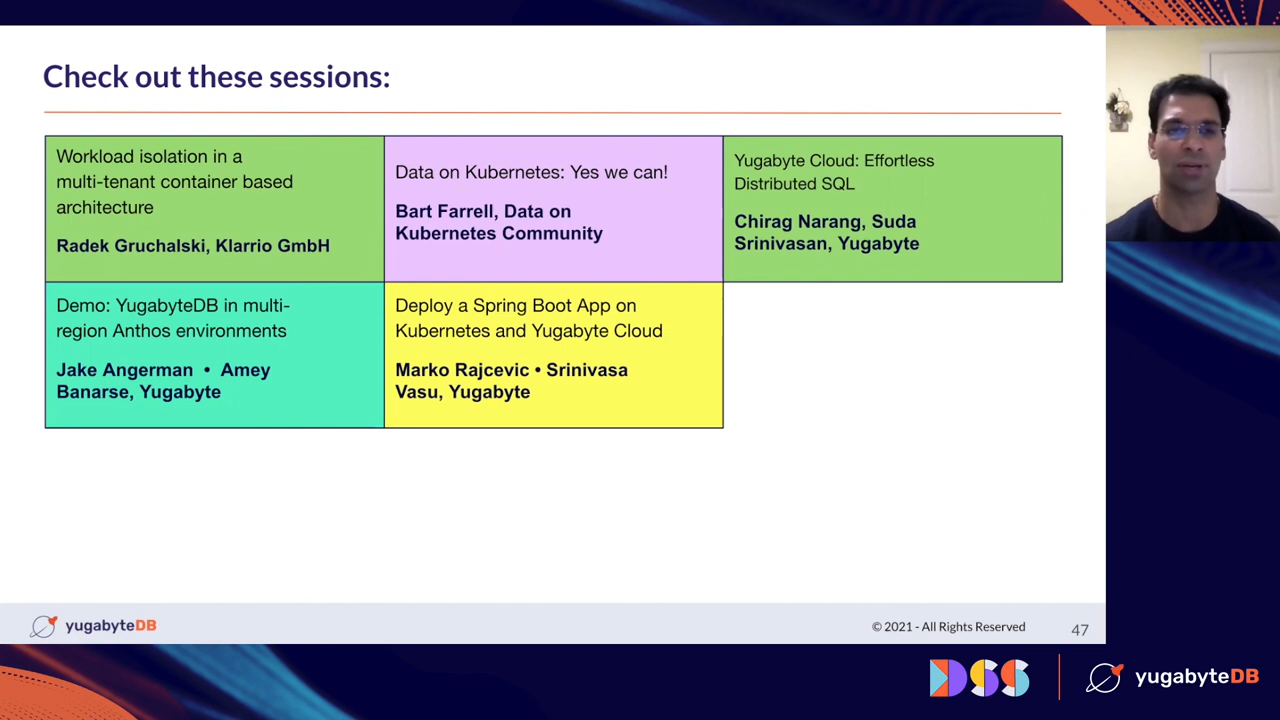 Check out these sessions:
Workload isolation in a
multi-tenant container based
architecture
Radek Gruchalski, Klarrio GmbH
Data on Kubernetes: Yes we can!
Bart Farrell, Data on
Kubernetes Community
Yugabyte Cloud: Effortless
Distributed SQL
Chirag Narang, Suda
Srinivasan, Yugabyte
Demo: YugabyteDB in multi-
region Anthos environments
Jake Angerman • Amey
Banarse, Yugabyte
Deploy a Spring Boot App on
Kubernetes and Yugabyte Cloud
Marko Rajcevic • Srinivasa
Vasu, Yugabyte
yugabyteDB
© 2021 - All Rights Reserved
47
DSS
yugabyteDB